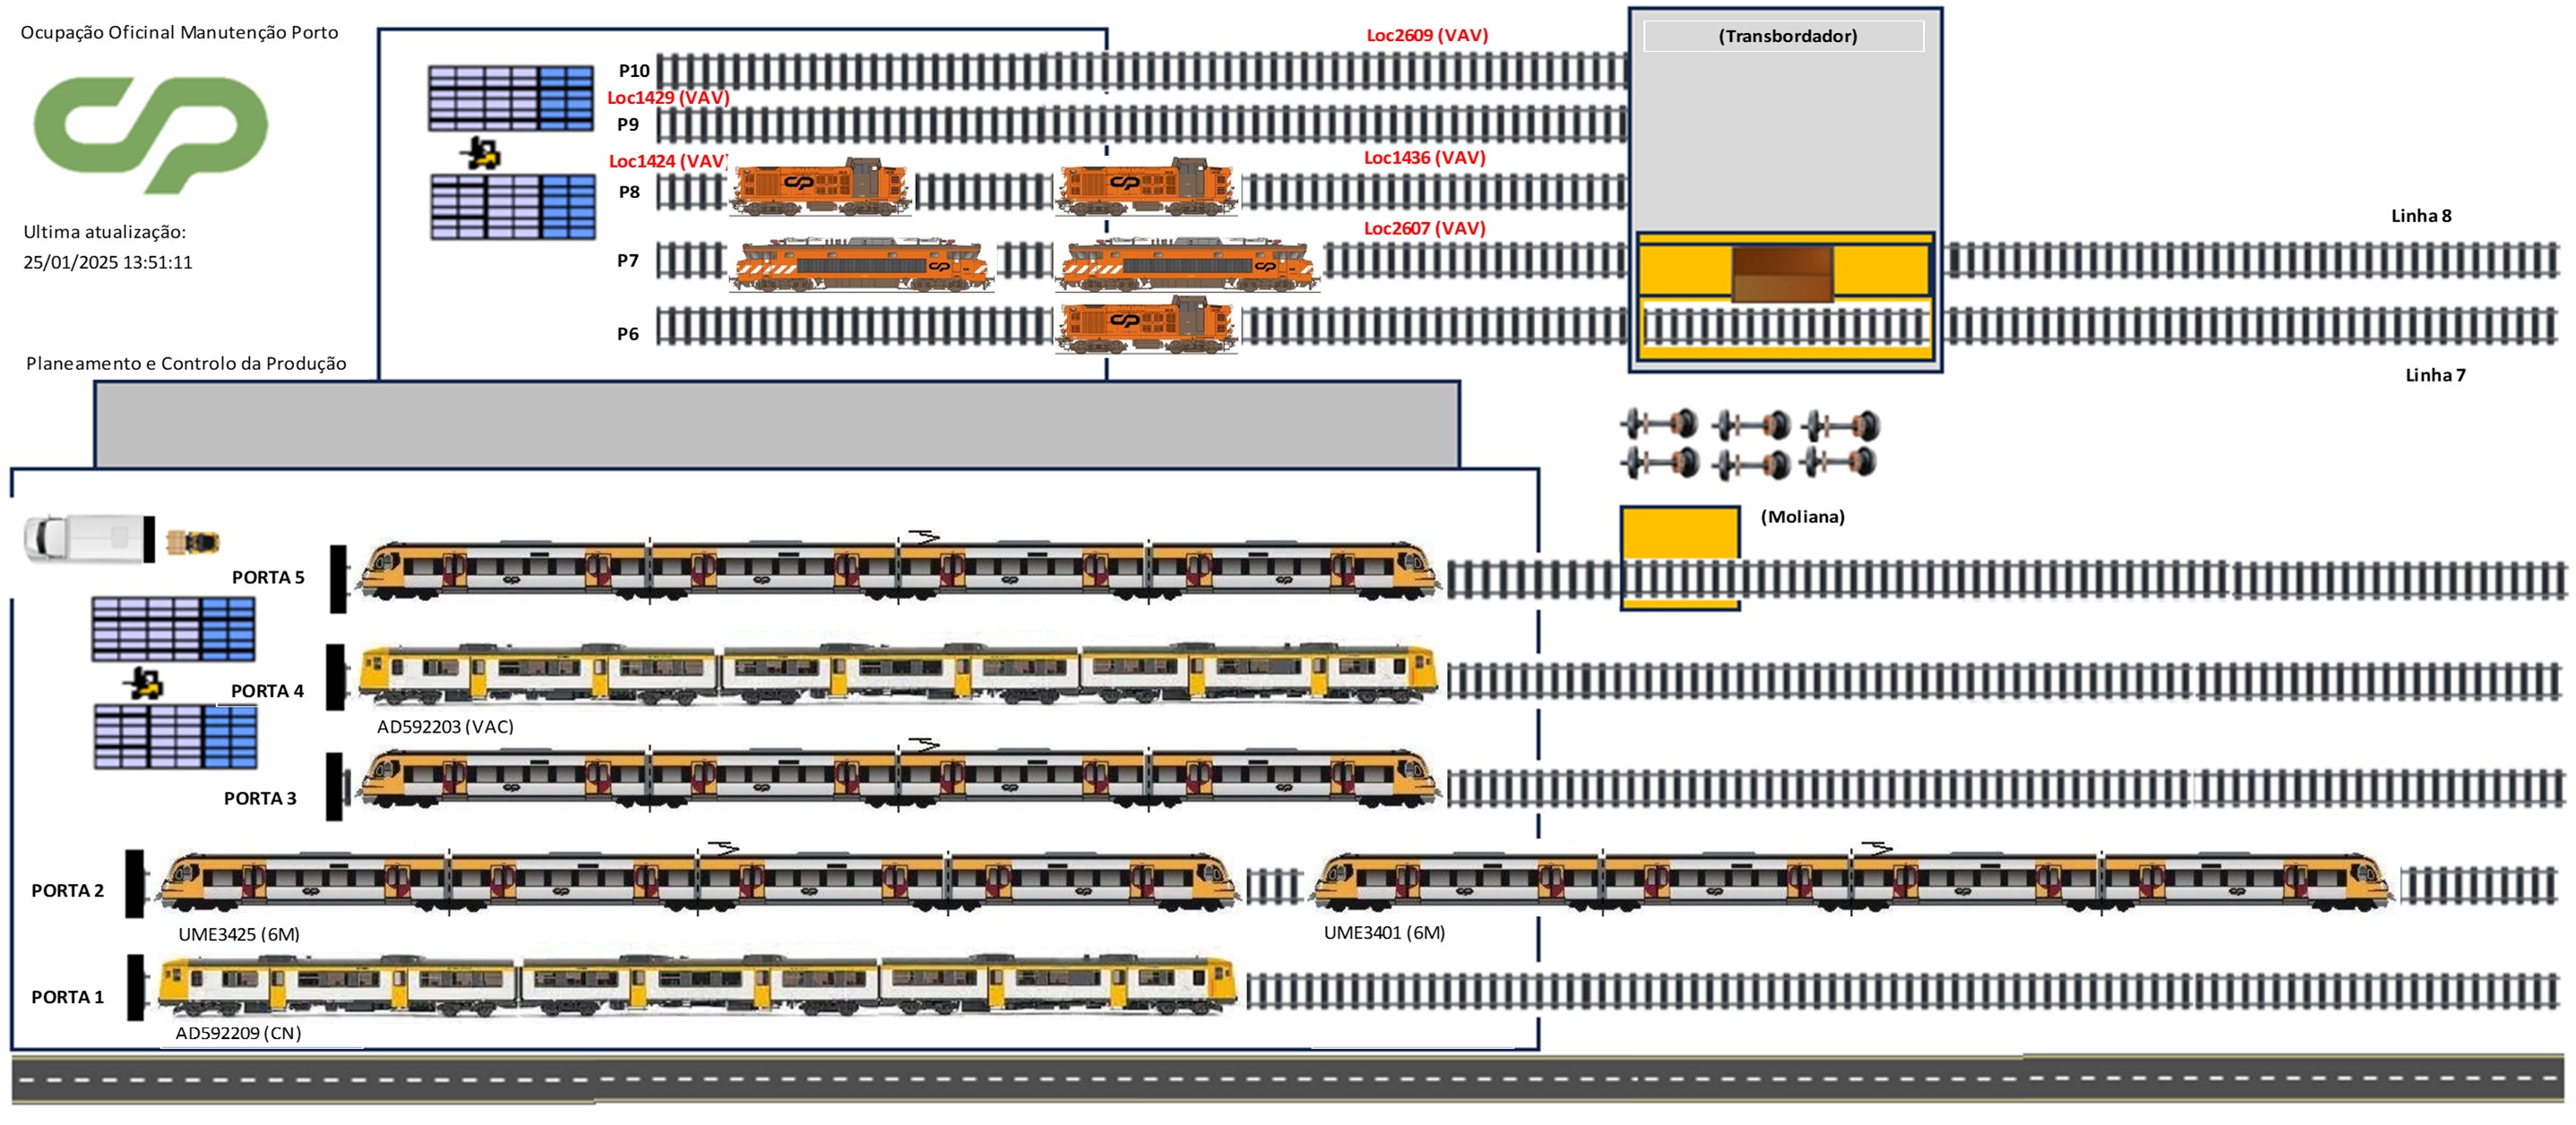 Ocupação Oficinal Manutenção Porto
Ultima atualização:
25/01/2025 13:51:11
Planeamento e Controlo da Produção
P10
Loc2609 (VAV)
Loc1429 (VAV)
P9
Loc1424 (VAV)
Loc1436 (VAV)
P8
Loc2607 (VAV)
P7
P6
(Transbordador)
Linha 8
Linha 7
(Moliana)
PORTA 5
PORTA 4
AD592203 (VAC)
PORTA 3
PORTA 2
UME3425 (6M)
UME3401 (6M)
PORTA 1
AD592209 (CN)